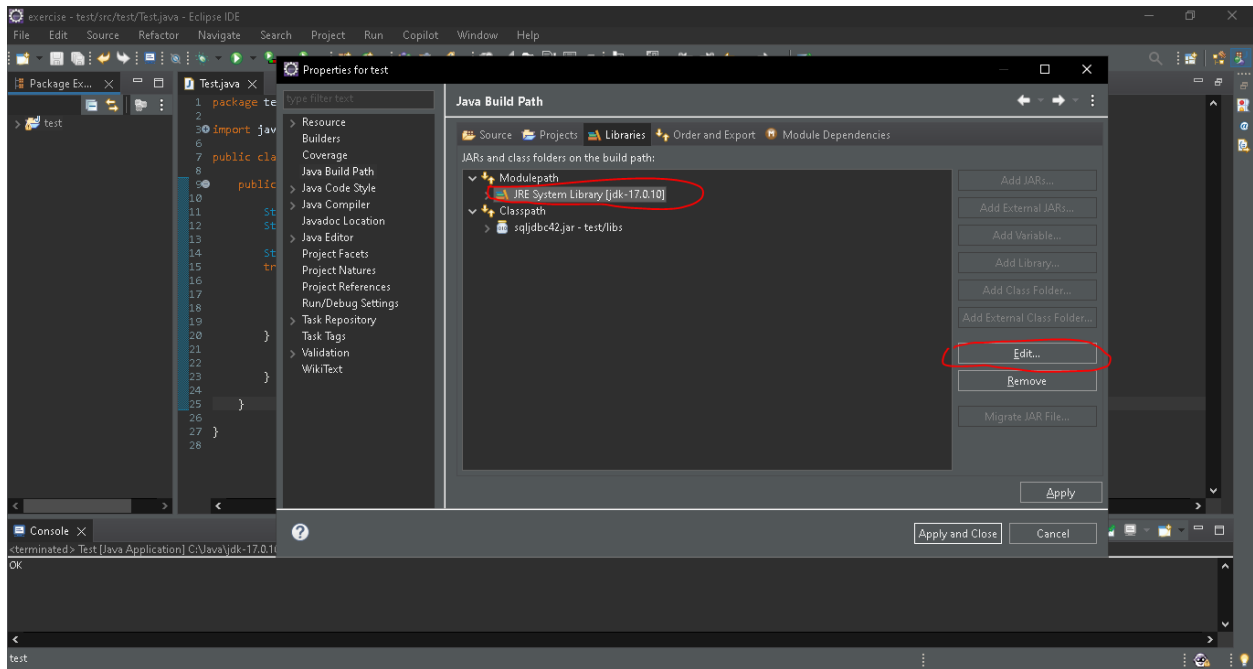 exercise - test/src/test/Test.java - Eclipse IDE
File Edit Source Refactor Navigate Search Project Run Copilot Window Help
Package Ex...
test
Test.java
1 package te
2
3 import jav
6
7 public cla
8
9 public
10
11 St
12 St
13
14 St
15 tr
16
17
18
19
20 }
21
22
23 }
24
25 }
26
27 }
28
Properties for test
type filter text
Resource
Builders
Coverage
Java Build Path
Java Code Style
Java Compiler
Javadoc Location
Java Editor
Project Facets
Project Natures
Project References
Run/Debug Settings
Task Repository
Task Tags
Validation
WikiText
Java Build Path
Source Projects Libraries Order and Export Module Dependencies
JARs and class folders on the build path:
Modulepath
JRE System Library [jdk-17.0.10]
Classpath
sqljdbc42.jar - test/libs
Add JARs...
Add External JARs...
Add Variable...
Add Library...
Add Class Folder...
Add External Class Folder...
Edit...
Remove
Migrate JAR File...
Apply
Apply and Close Cancel
Console
<terminated> Test [Java Application] C:\Java\jdk-17.0.10
OK
test